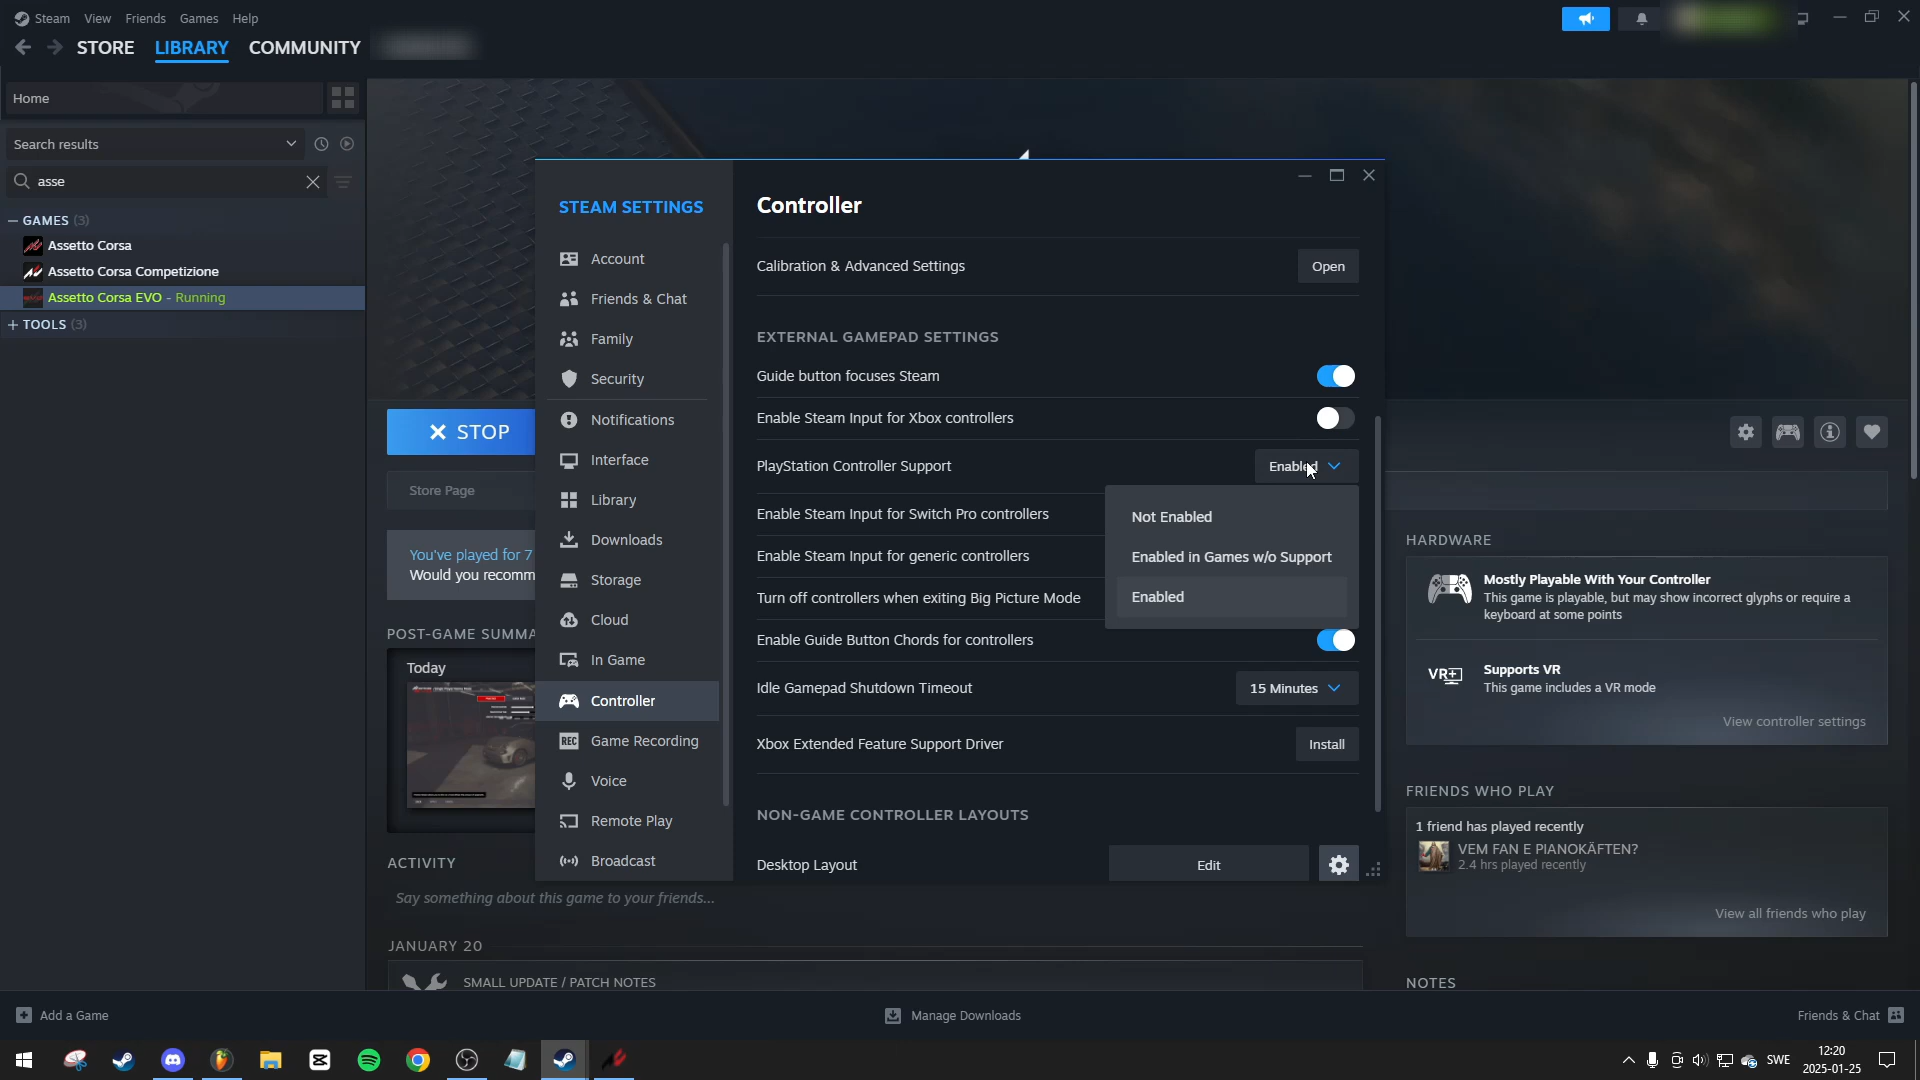 Steam View Friends Games Help
STORE LIBRARY COMMUNITY
Home
Search results
asse
GAMES (3)
Assetto Corsa
Assetto Corsa Competizione
Assetto Corsa EVO - Running
TOOLS (3)
STOP
Store Page
You've played for 7
Would you recomm
POST-GAME SUMMA
Today
ACTIVITY
Say something about this game to your friends...
JANUARY 20
SMALL UPDATE / PATCH NOTES
STEAM SETTINGS
Account
Friends & Chat
Family
Security
Notifications
Interface
Library
Downloads
Storage
Cloud
In Game
Controller
REC Game Recording
Voice
Remote Play
Broadcast
Controller
Calibration & Advanced Settings Open
EXTERNAL GAMEPAD SETTINGS
Guide button focuses Steam
Enable Steam Input for Xbox controllers
PlayStation Controller Support Enabled
Not Enabled
Enabled in Games w/o Support
Enabled
Enable Steam Input for Switch Pro controllers
Enable Steam Input for generic controllers
Turn off controllers when exiting Big Picture Mode
Enable Guide Button Chords for controllers
Idle Gamepad Shutdown Timeout 15 Minutes
Xbox Extended Feature Support Driver Install
NON-GAME CONTROLLER LAYOUTS
Desktop Layout Edit
HARDWARE
Mostly Playable With Your Controller
This game is playable, but may show incorrect glyphs or require a
keyboard at some points
VR Supports VR
This game includes a VR mode
View controller settings
FRIENDS WHO PLAY
1 friend has played recently
VEM FAN E PIANOKÄFTEN?
2.4 hrs played recently
View all friends who play
NOTES
Add a Game
Manage Downloads
Friends & Chat
SWE
12:20
2025-01-25